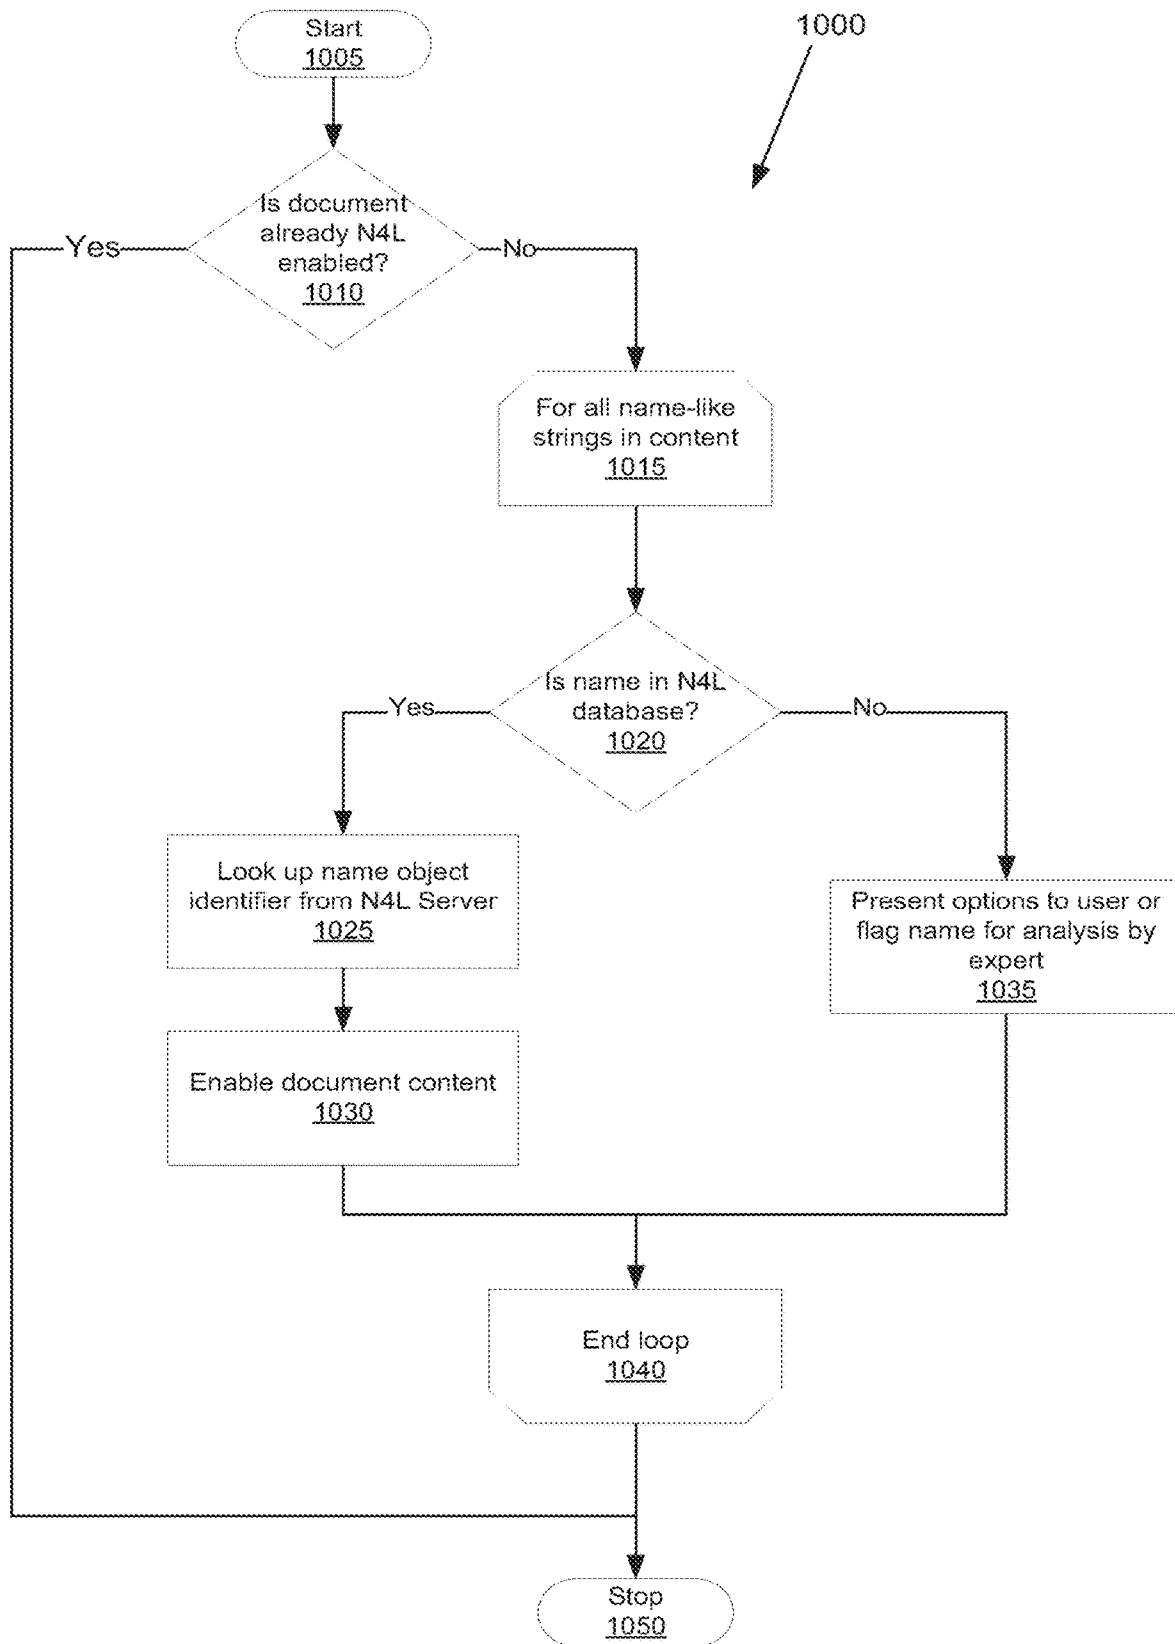 Start
1005
1000
Is document
already N4L
enabled?
1010
Yes
No
For all name-like
strings in content
1015
Is name in N4L
database?
1020
Yes
No
Look up name object
identifier from N4L Server
1025
Present options to user or
flag name for analysis by
expert
1035
Enable document content
1030
End loop
1040
Stop
1050